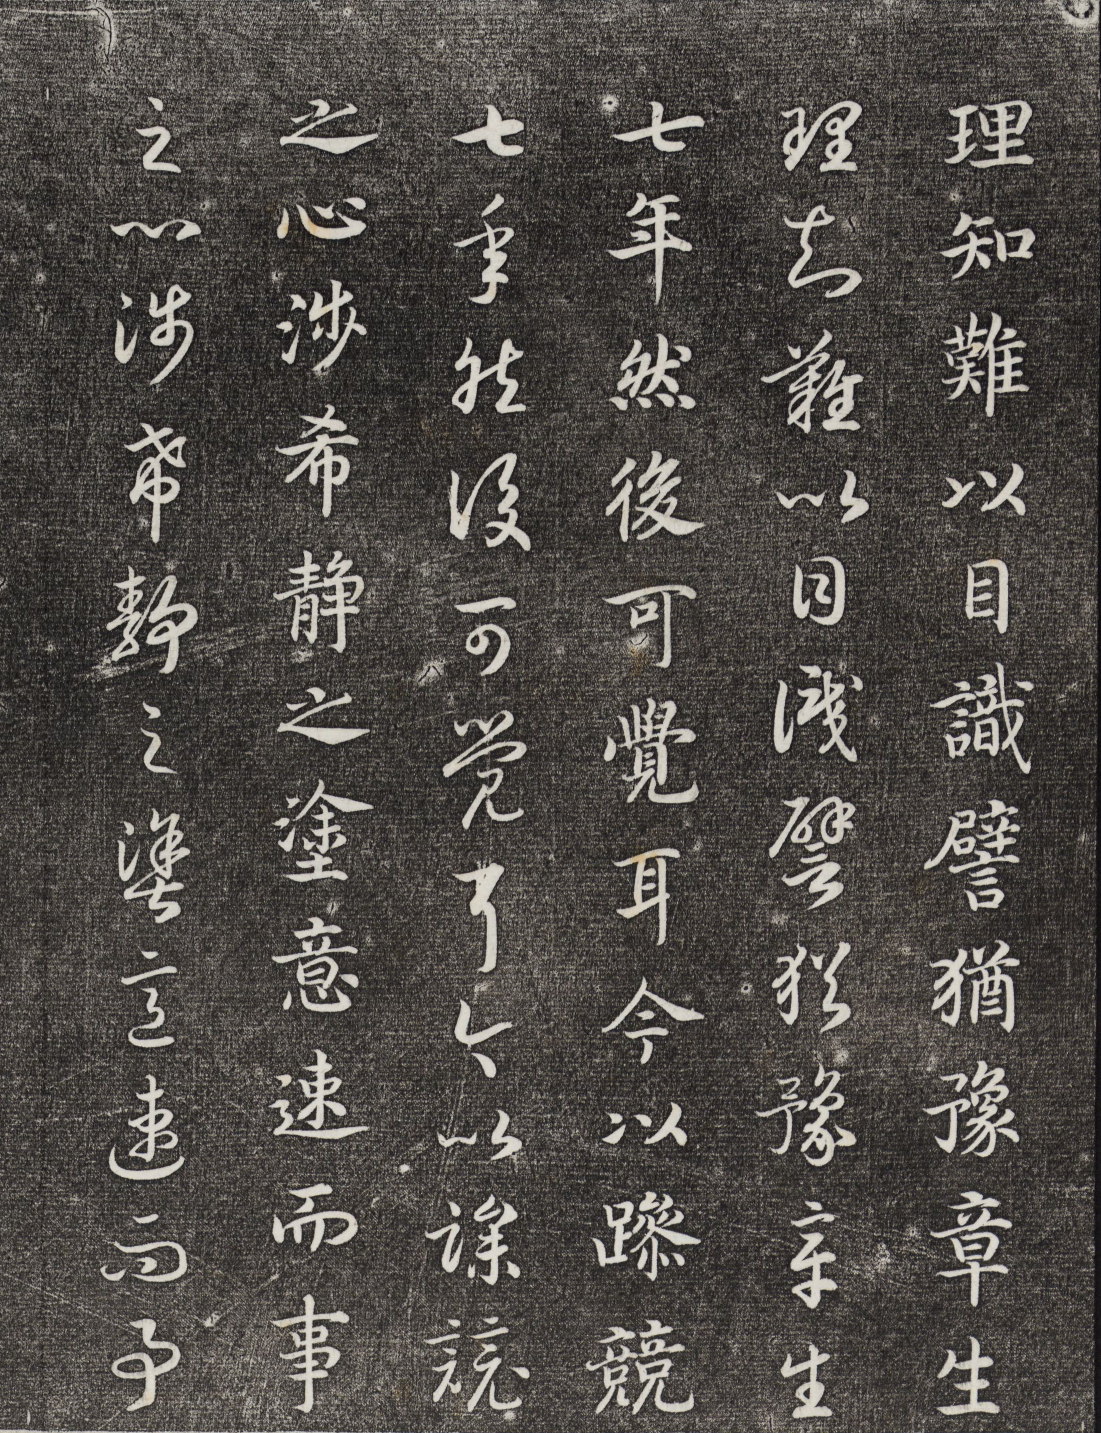 理知難以目識譬猶豫章生
理知難以目識譬猶豫章生
七年然後可覺耳今以躁競
七年然後可覺耳今以躁競
之心涉希静之塗意速而事
之心涉希静之塗意速而事